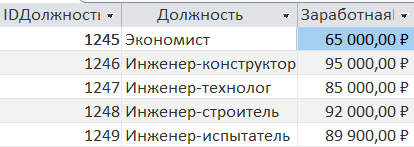 IDДолжность Должность Заработная
1245 Экономист 65 000,00 ₽
1246 Инженер-конструктор 95 000,00 ₽
1247 Инженер-технолог 85 000,00 ₽
1248 Инженер-строитель 92 000,00 ₽
1249 Инженер-испытатель 89 900,00 ₽